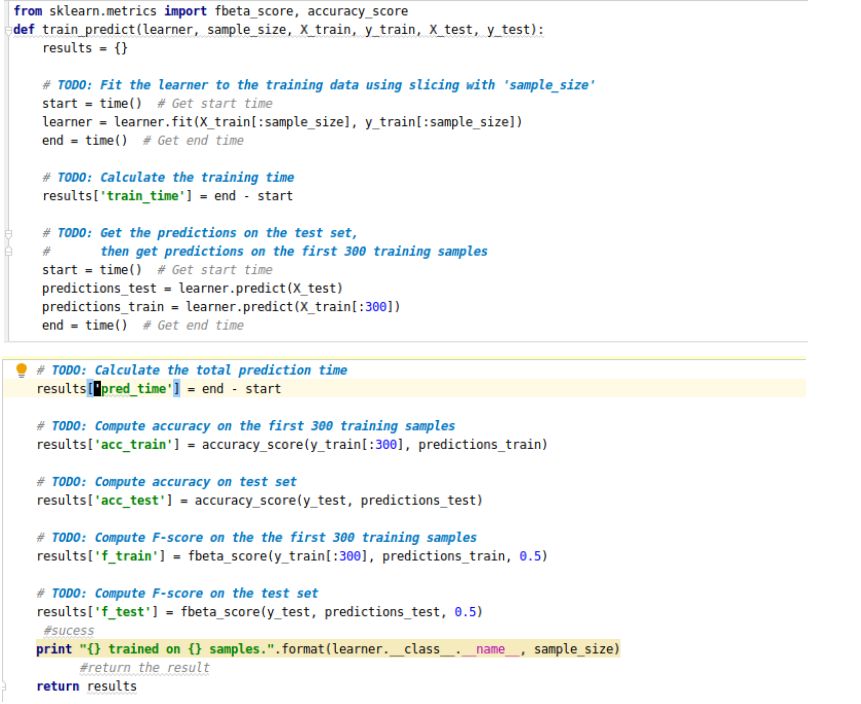 from sklearn.metrics import fbeta_score, accuracy_score
def train_predict(learner, sample_size, X_train, y_train, X_test, y_test):
    results = {}

    # TODO: Fit the learner to the training data using slicing with 'sample_size'
    start = time()  # Get start time
    learner = learner.fit(X_train[:sample_size], y_train[:sample_size])
    end = time()  # Get end time

    # TODO: Calculate the training time
    results['train_time'] = end - start

    # TODO: Get the predictions on the test set,
    #       then get predictions on the first 300 training samples
    start = time()  # Get start time
    predictions_test = learner.predict(X_test)
    predictions_train = learner.predict(X_train[:300])
    end = time()  # Get end time

    # TODO: Calculate the total prediction time
    results['pred_time'] = end - start

    # TODO: Compute accuracy on the first 300 training samples
    results['acc_train'] = accuracy_score(y_train[:300], predictions_train)

    # TODO: Compute accuracy on test set
    results['acc_test'] = accuracy_score(y_test, predictions_test)

    # TODO: Compute F-score on the the first 300 training samples
    results['f_train'] = fbeta_score(y_train[:300], predictions_train, 0.5)

    # TODO: Compute F-score on the test set
    results['f_test'] = fbeta_score(y_test, predictions_test, 0.5)
     #sucess
    print "{} trained on {} samples.".format(learner.__class__.__name__, sample_size)
          #return the result
    return results